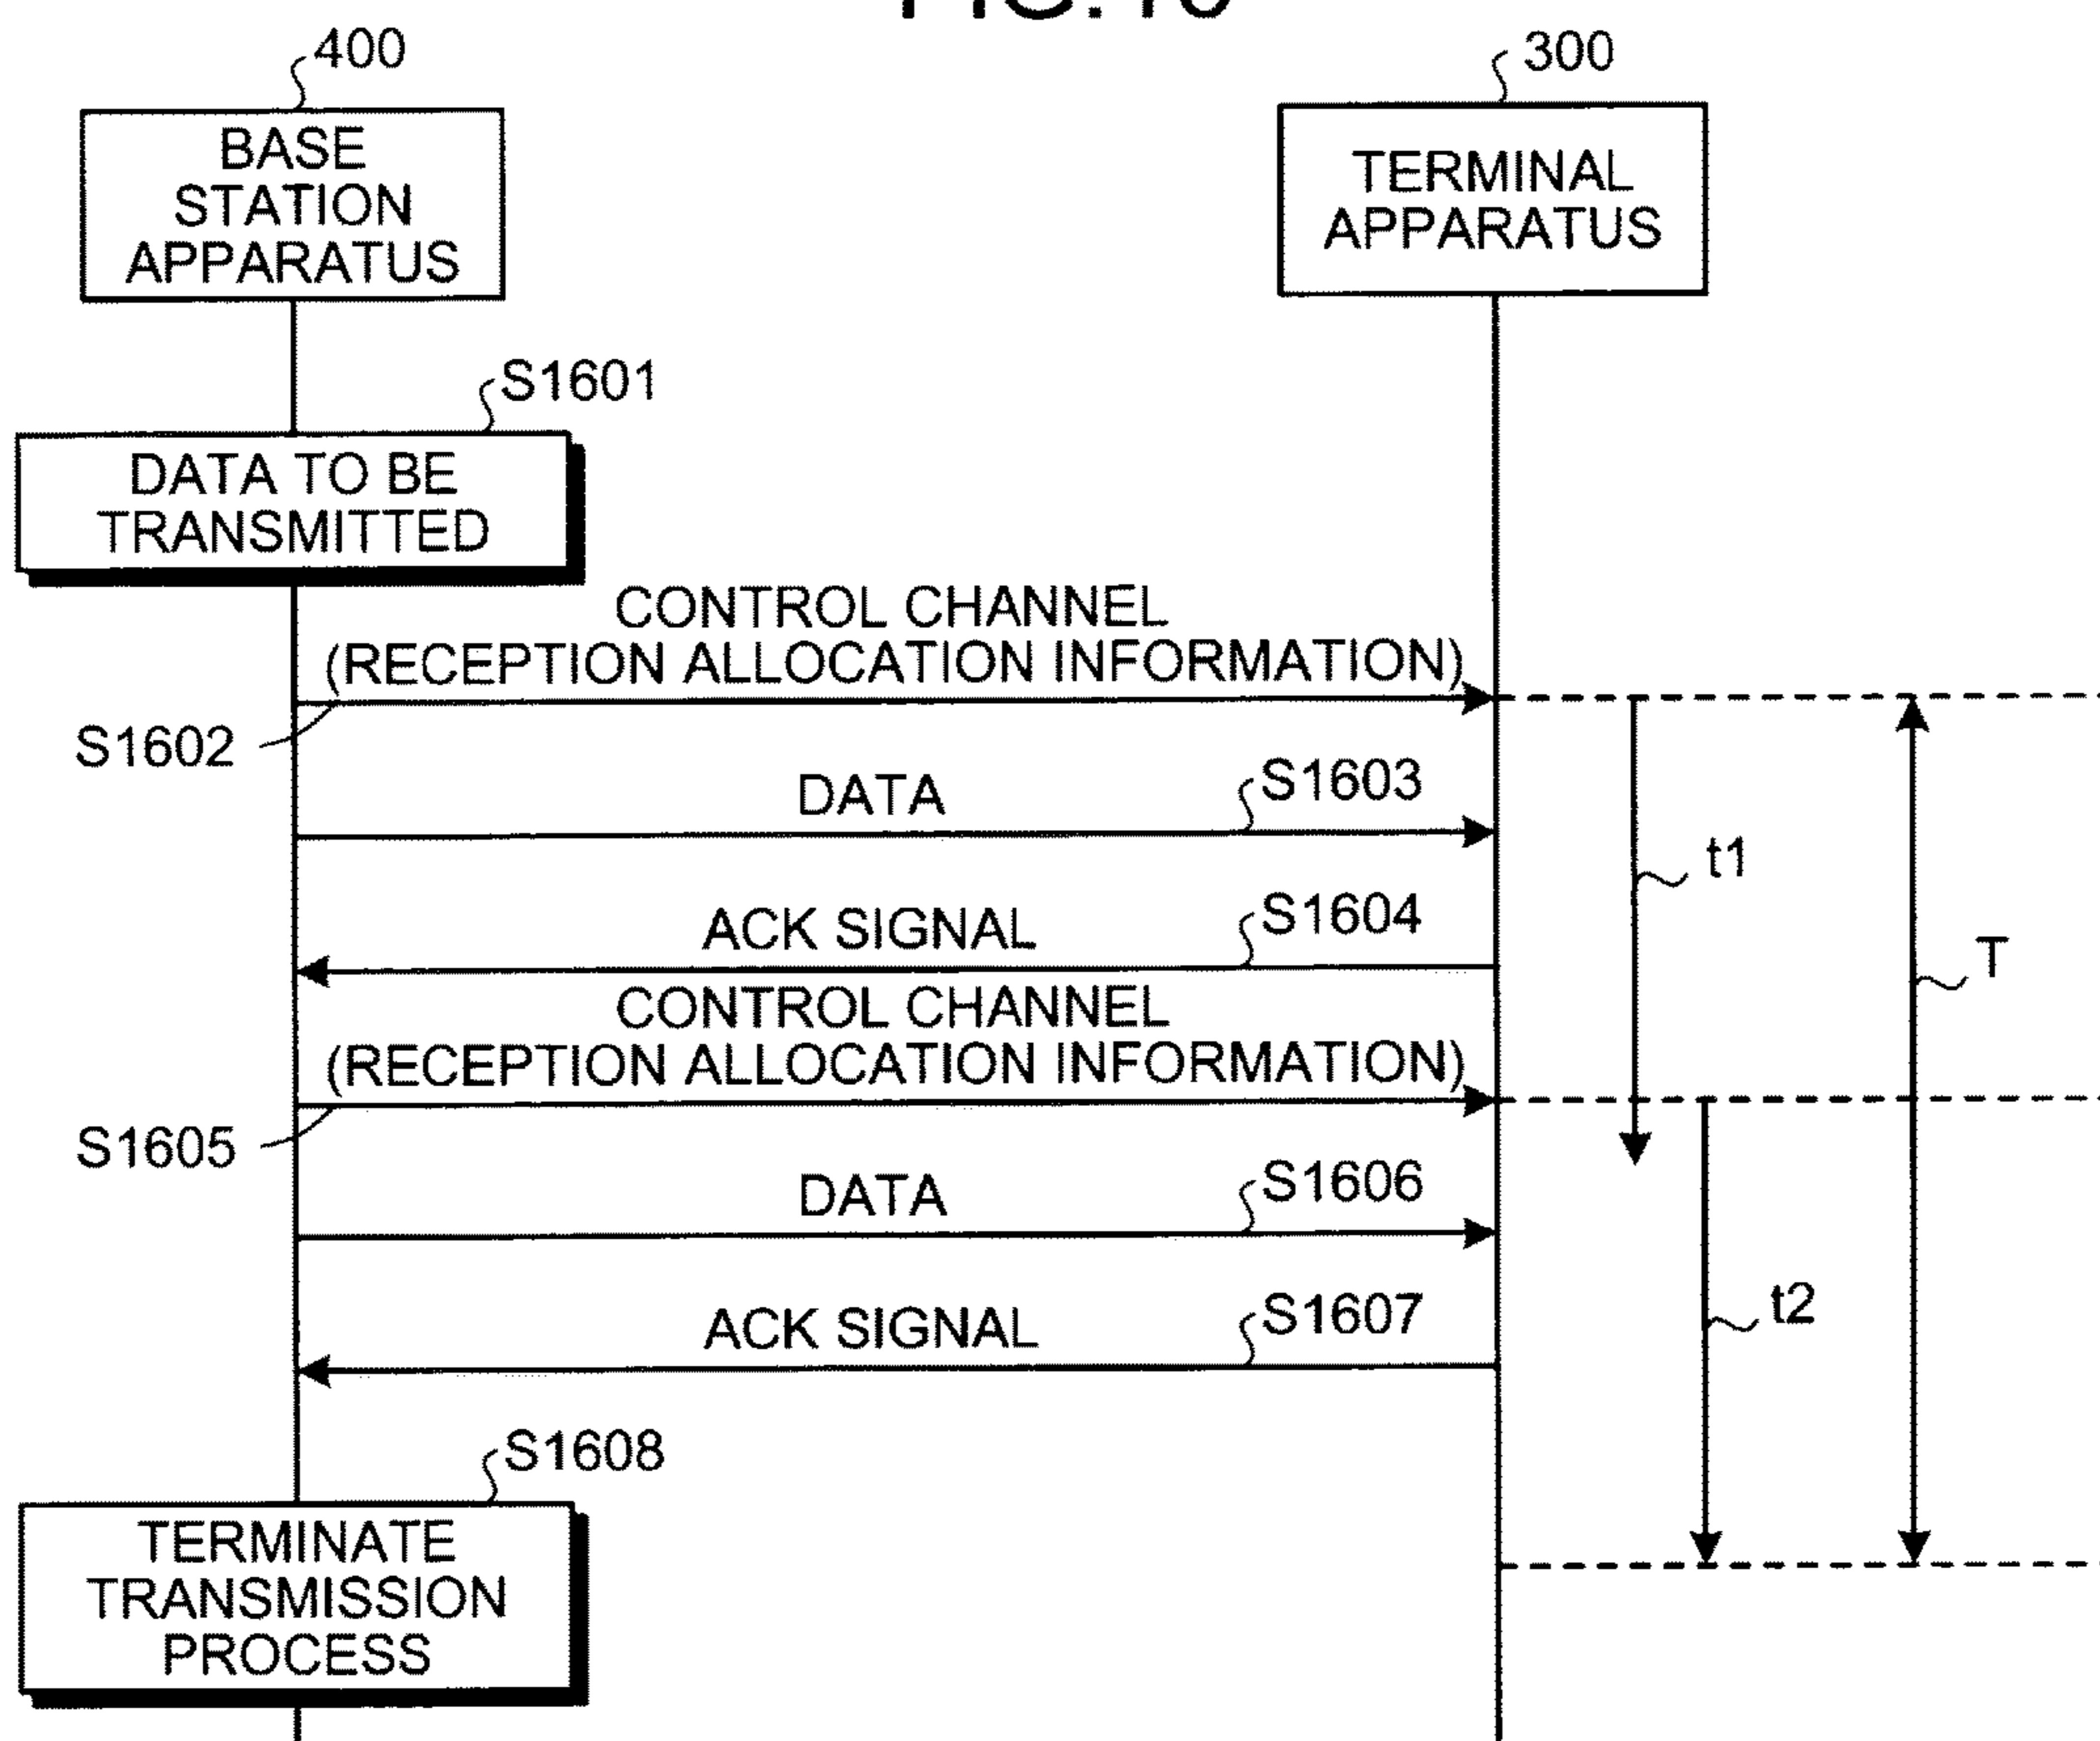 400
300
BASE
STATION
APPARATUS
TERMINAL
APPARATUS
S1601
DATA TO BE
TRANSMITTED
CONTROL CHANNEL
(RECEPTION ALLOCATION INFORMATION)
S1602
DATA
S1603
t1
ACK SIGNAL
S1604
T
CONTROL CHANNEL
(RECEPTION ALLOCATION INFORMATION)
S1605
DATA
S1606
ACK SIGNAL
S1607
t2
S1608
TERMINATE
TRANSMISSION
PROCESS